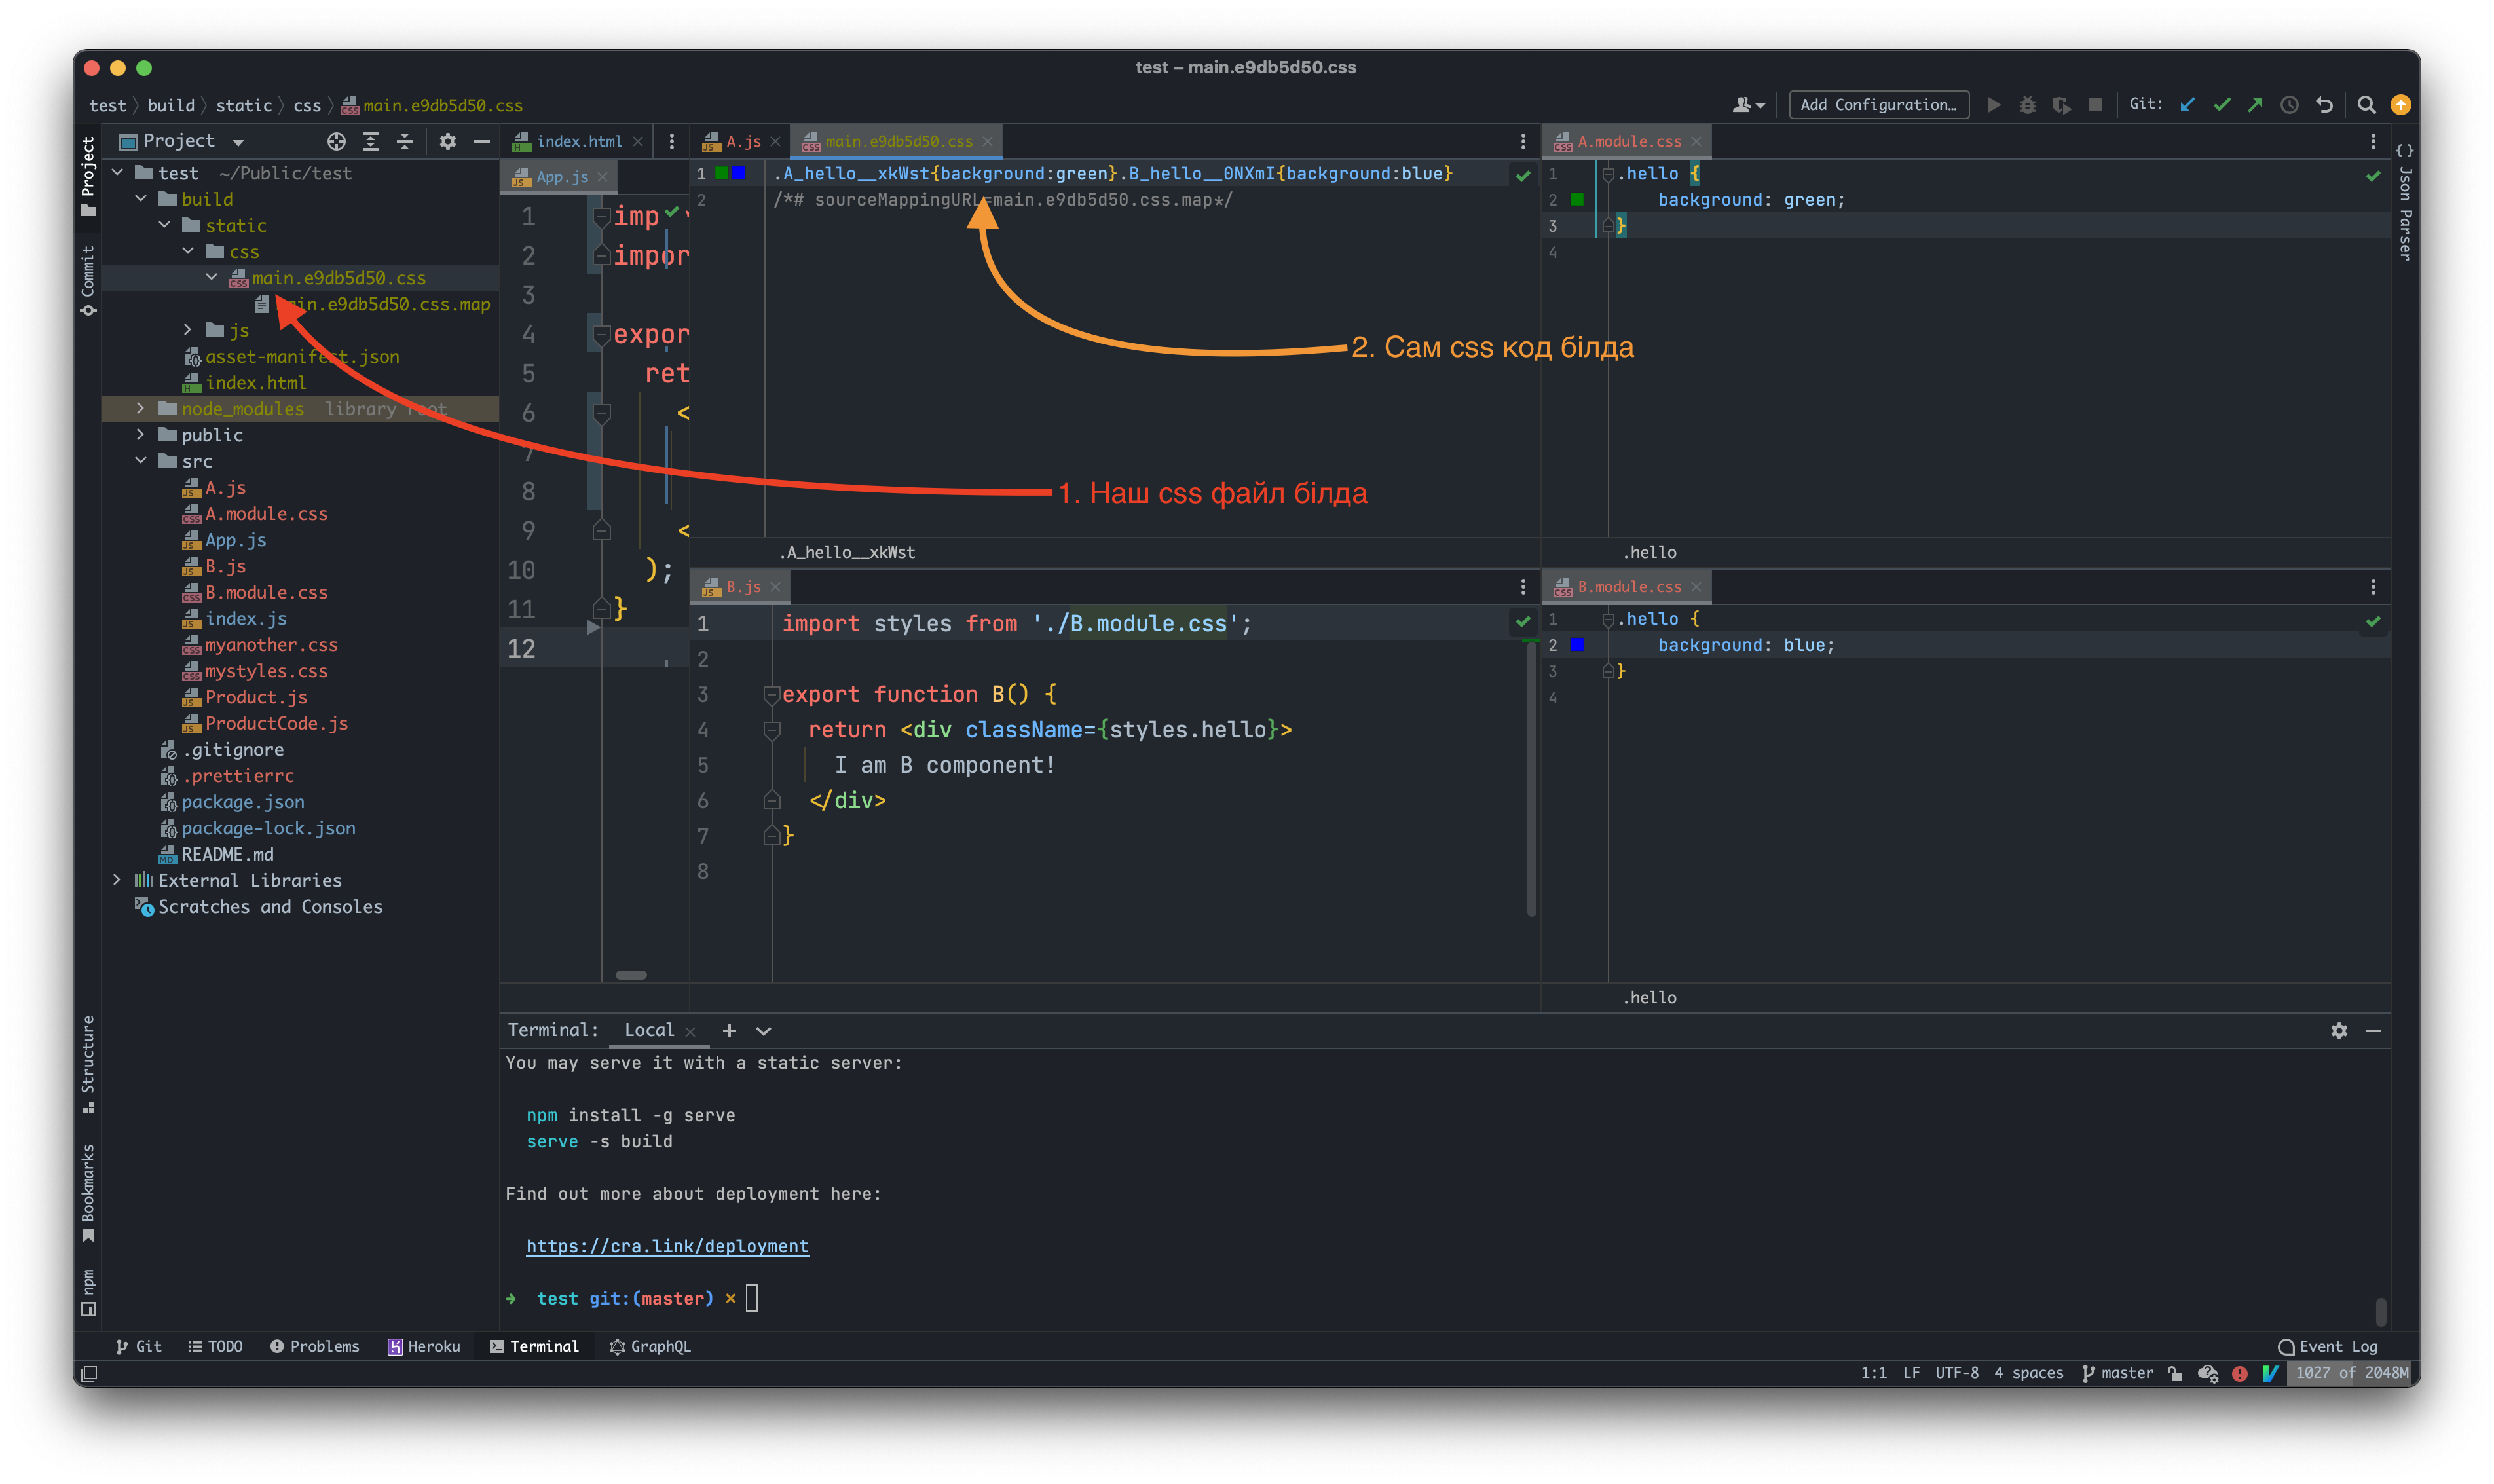 test – main.e9db5d50.css
test build static css main.e9db5d50.css
Add Configuration...
Git:
Project
test ~/Public/test
build
static
css
main.e9db5d50.css
in.e9db5d50.css.map
js
asset-manifest.json
index.html
node_modules library root
public
src
A.js
A.module.css
App.js
B.js
B.module.css
index.js
myanother.css
mystyles.css
Product.js
ProductCode.js
.gitignore
.prettierrc
package.json
package-lock.json
README.md
External Libraries
Scratches and Consoles
Project
Commit
Structure
Bookmarks
npm
index.html
App.js
1 imp
2 impor
3
4 expor
5 ret
6 <
7
8
9 <
10 );
11 }
12
A.js main.e9db5d50.css
1 .A_hello__xkWst{background:green}.B_hello__0NXmI{background:blue}
2 /*# sourceMappingURL=main.e9db5d50.css.map*/
2. Сам css код білда
1. Наш css файл білда
.A_hello__xkWst
A.module.css
1 .hello {
2 background: green;
3 }
4
.hello
Json Parser
B.js
1 import styles from './B.module.css';
2
3 export function B() {
4 return <div className={styles.hello}>
5 I am B component!
6 </div>
7 }
8
B.module.css
1 .hello {
2 background: blue;
3 }
4
.hello
Terminal: Local
You may serve it with a static server:
npm install -g serve
serve -s build
Find out more about deployment here:
https://cra.link/deployment
→ test git:(master) ×
Git TODO Problems Heroku Terminal GraphQL Event Log
1:1 LF UTF-8 4 spaces master 1027 of 2048M